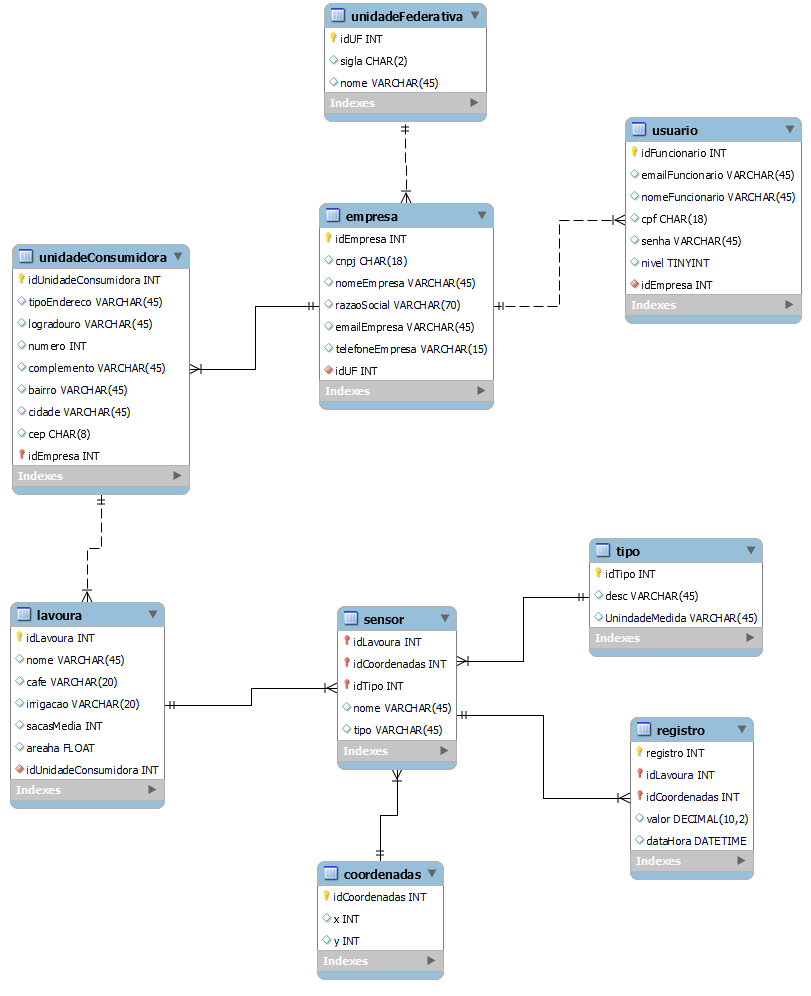 unidadeFederativa
idUF INT
sigla CHAR(2)
nome VARCHAR(45)
Indexes
usuario
idFuncionario INT
emailFuncionario VARCHAR(45)
nomeFuncionario VARCHAR(45)
cpf CHAR(18)
senha VARCHAR(45)
nivel TINYINT
idEmpresa INT
Indexes
empresa
idEmpresa INT
cnpj CHAR(18)
nomeEmpresa VARCHAR(45)
razaoSocial VARCHAR(70)
emailEmpresa VARCHAR(45)
telefoneEmpresa VARCHAR(15)
idUF INT
Indexes
unidadeConsumidora
idUnidadeConsumidora INT
tipoEndereco VARCHAR(45)
logradouro VARCHAR(45)
numero INT
complemento VARCHAR(45)
bairro VARCHAR(45)
cidade VARCHAR(45)
cep CHAR(8)
idEmpresa INT
Indexes
tipo
idTipo INT
desc VARCHAR(45)
UnindadeMedida VARCHAR(45)
Indexes
lavoura
idLavoura INT
nome VARCHAR(45)
cafe VARCHAR(20)
irrigacao VARCHAR(20)
sacasMedia INT
areaha FLOAT
idUnidadeConsumidora INT
Indexes
sensor
idLavoura INT
idCoordenadas INT
idTipo INT
nome VARCHAR(45)
tipo VARCHAR(45)
Indexes
registro
registro INT
idLavoura INT
idCoordenadas INT
valor DECIMAL(10,2)
dataHora DATETIME
Indexes
coordenadas
idCoordenadas INT
x INT
y INT
Indexes